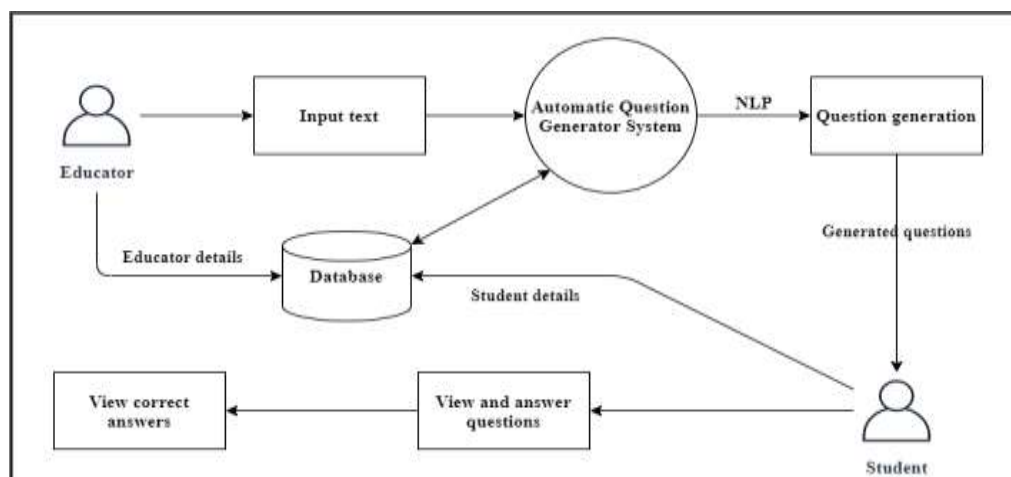 Educator
Input text
Automatic Question
Generator System
NLP
Question generation
Educator details
Database
Student details
Generated questions
View correct
answers
View and answer
questions
Student